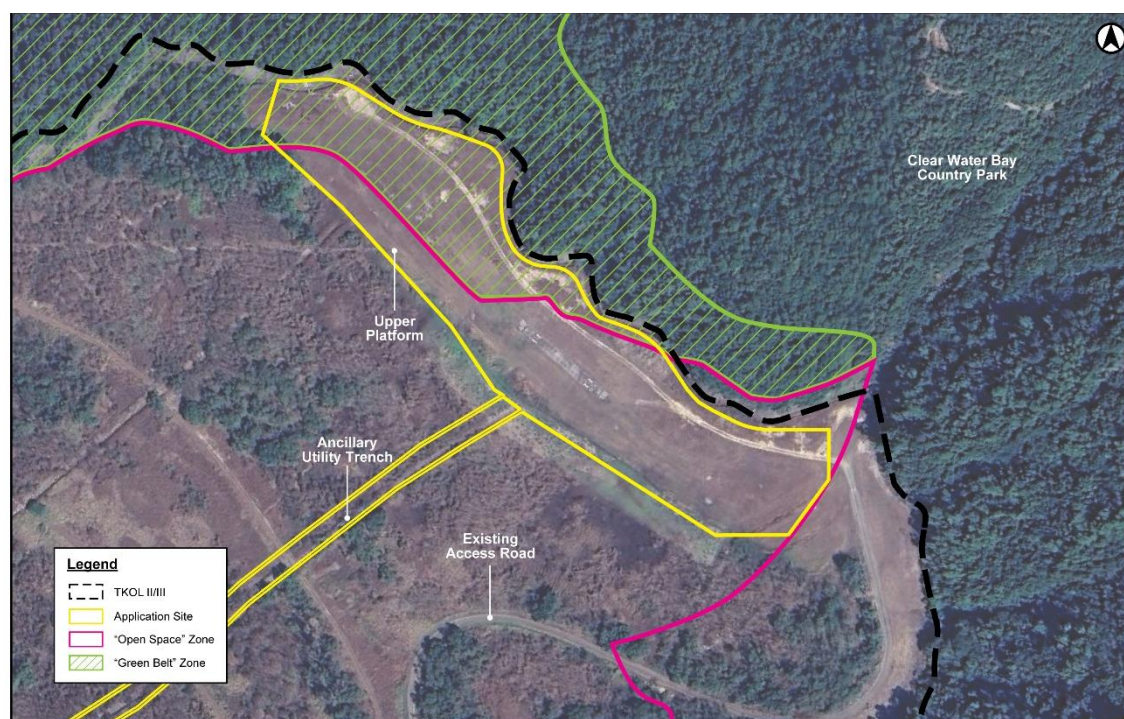 Clear Water Bay
Country Park
Upper
Platform
Ancillary
Utility Trench
Existing
Access Road
Legend
TKOL II/III
Application Site
"Open Space" Zone
"Green Belt" Zone